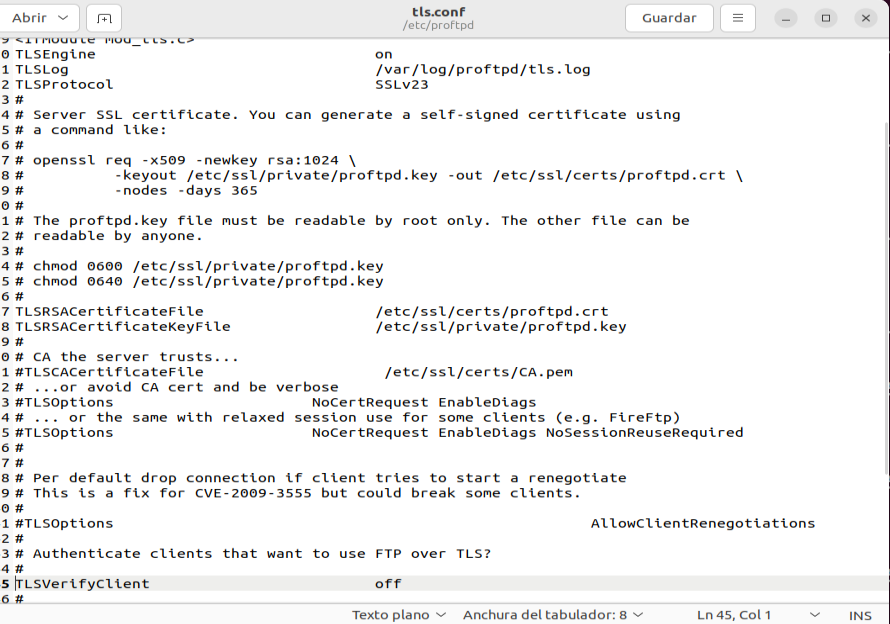 Abrir
tls.conf
/etc/proftpd
Guardar
9 <IfModule mod_tls.c>
0 TLSEngine                               on
1 TLSLog                                  /var/log/proftpd/tls.log
2 TLSProtocol                             SSLv23
3 #
4 # Server SSL certificate. You can generate a self-signed certificate using
5 # a command like:
6 #
7 # openssl req -x509 -newkey rsa:1024 \
8 #          -keyout /etc/ssl/private/proftpd.key -out /etc/ssl/certs/proftpd.crt \
9 #          -nodes -days 365
0 #
1 # The proftpd.key file must be readable by root only. The other file can be
2 # readable by anyone.
3 #
4 # chmod 0600 /etc/ssl/private/proftpd.key
5 # chmod 0640 /etc/ssl/private/proftpd.key
6 #
7 TLSRSACertificateFile                   /etc/ssl/certs/proftpd.crt
8 TLSRSACertificateKeyFile                /etc/ssl/private/proftpd.key
9 #
0 # CA the server trusts...
1 #TLSCACertificateFile                    /etc/ssl/certs/CA.pem
2 # ...or avoid CA cert and be verbose
3 #TLSOptions                      NoCertRequest EnableDiags
4 # ... or the same with relaxed session use for some clients (e.g. FireFtp)
5 #TLSOptions                      NoCertRequest EnableDiags NoSessionReuseRequired
6 #
7 #
8 # Per default drop connection if client tries to start a renegotiate
9 # This is a fix for CVE-2009-3555 but could break some clients.
0 #
1 #TLSOptions                                                     AllowClientRenegotiations
2 #
3 # Authenticate clients that want to use FTP over TLS?
4 #
5 TLSVerifyClient                         off
6 #
Texto plano  Anchura del tabulador: 8  Ln 45, Col 1  INS